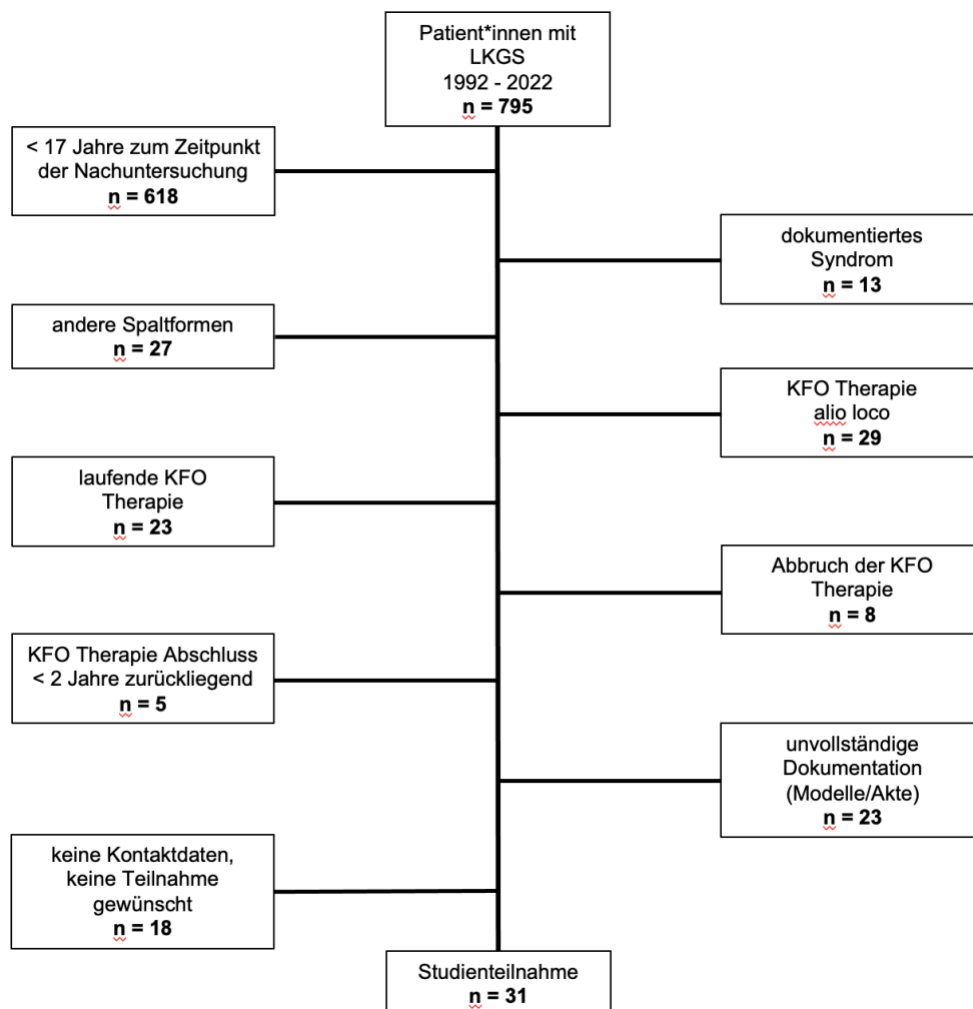 Patient*innen mit
LKGS
1992 - 2022
n = 795
< 17 Jahre zum Zeitpunkt
der Nachuntersuchung
n = 618
dokumentiertes
Syndrom
n = 13
andere Spaltformen
n = 27
KFO Therapie
alio loco
n = 29
laufende KFO
Therapie
n = 23
Abbruch der KFO
Therapie
n = 8
KFO Therapie Abschluss
< 2 Jahre zurückliegend
n = 5
unvollständige
Dokumentation
(Modelle/Akte)
n = 23
keine Kontaktdaten,
keine Teilnahme
gewünscht
n = 18
Studienteilnahme
n = 31